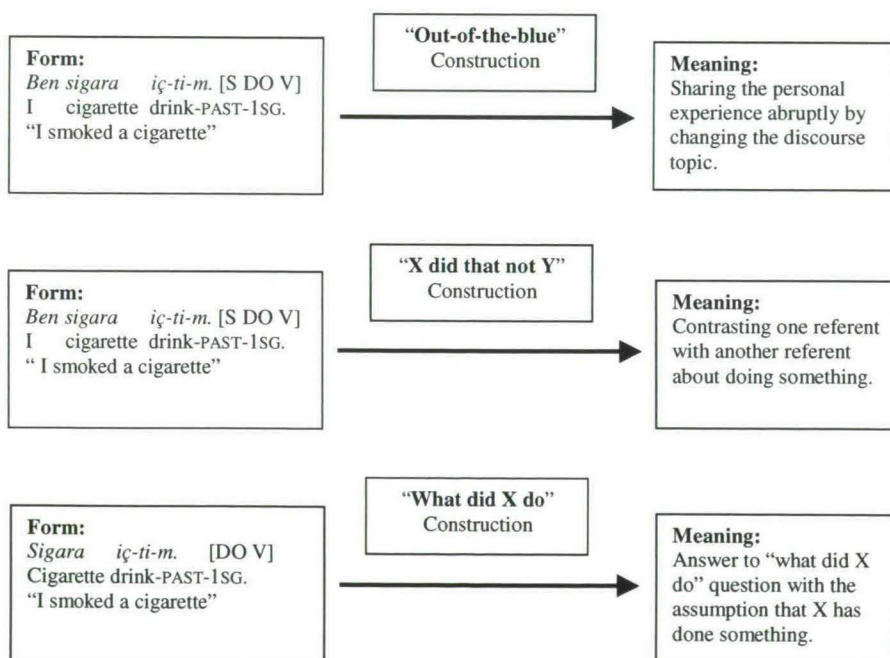 "Out-of-the-blue"
Construction
Form:
Ben sigara iç-ti-m. [S DO V]
I cigarette drink-PAST-1SG.
"I smoked a cigarette"
Meaning:
Sharing the personal
experience abruptly by
changing the discourse
topic.
"X did that not Y"
Construction
Form:
Ben sigara iç-ti-m. [S DO V]
I cigarette drink-PAST-1SG.
" I smoked a cigarette"
Meaning:
Contrasting one referent
with another referent
about doing something.
"What did X do"
Construction
Form:
Sigara iç-ti-m. [DO V]
Cigarette drink-PAST-1SG.
"I smoked a cigarette"
Meaning:
Answer to "what did X
do" question with the
assumption that X has
done something.